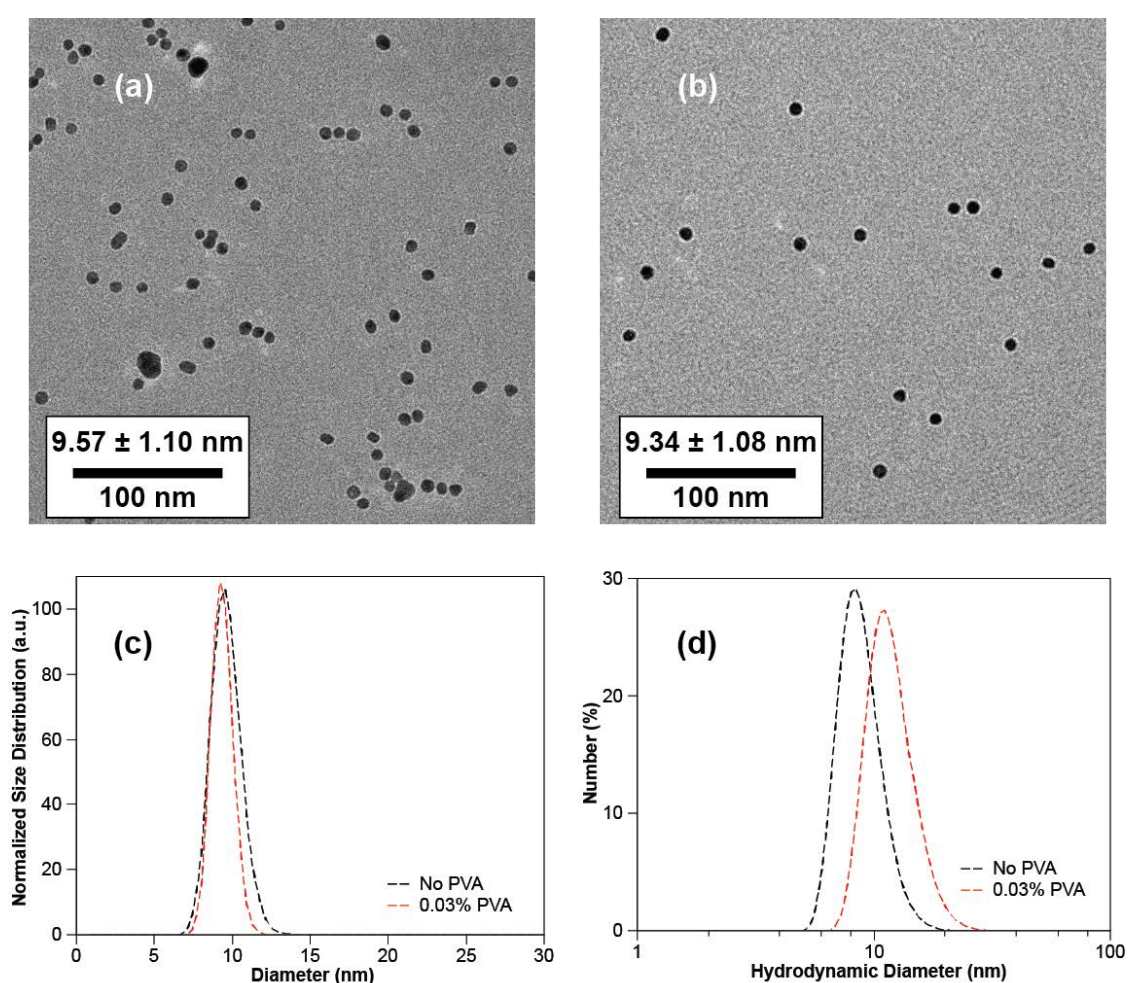 (a)
9.57 ± 1.10 nm
100 nm
(b)
9.34 ± 1.08 nm
100 nm
(c)
Normalized Size Distribution (a.u.)
100
80
60
40
20
0
0 5 10 15 20 25 30
Diameter (nm)
No PVA
0.03% PVA
(d)
Number (%)
30
20
10
0
1 10 100
Hydrodynamic Diameter (nm)
No PVA
0.03% PVA